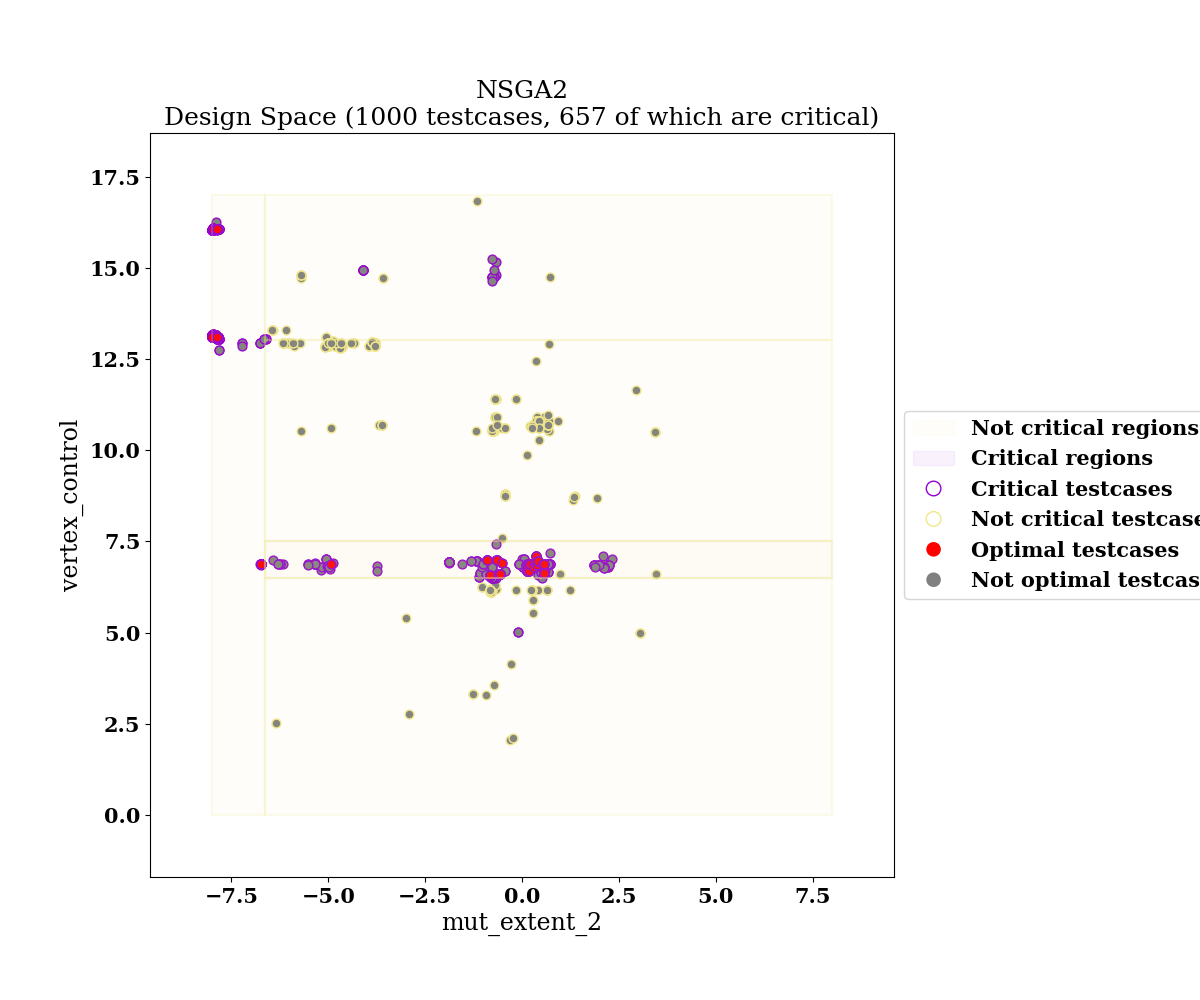 NSGA2
Design Space (1000 testcases, 657 of which are critical)
17.5
15.0
12.5
10.0
7.5
5.0
2.5
0.0
vertex_control
−7.5
−5.0
−2.5
0.0
2.5
5.0
7.5
mut_extent_2
Not critical regions
Critical regions
Critical testcases
Not critical testcase
Optimal testcases
Not optimal testcas